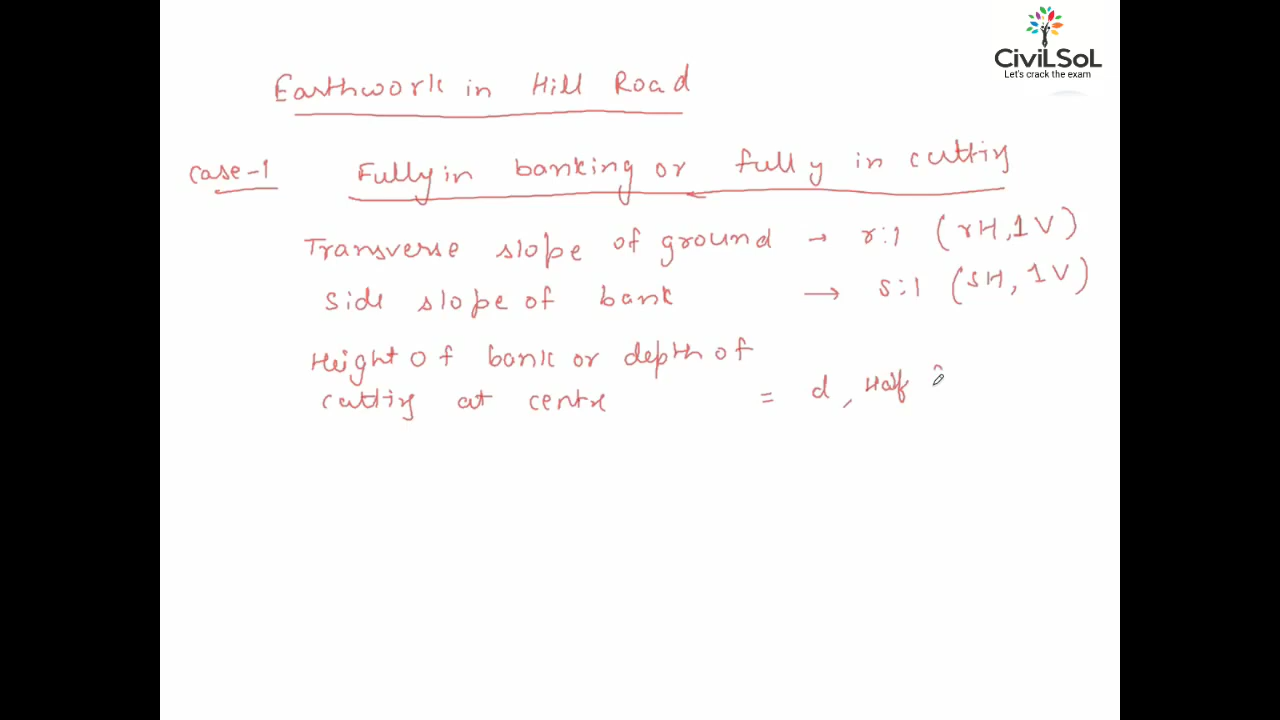 CiviLSoL
Let's crack the exam
Earthwork in Hill Road
Case-1 Fully in banking or fully in cutting
Transverse slope of ground → r:1 (rH, 1V)
Side slope of bank → s:1 (sH, 1V)
Height of bank or depth of
cutting at centre = d, Half